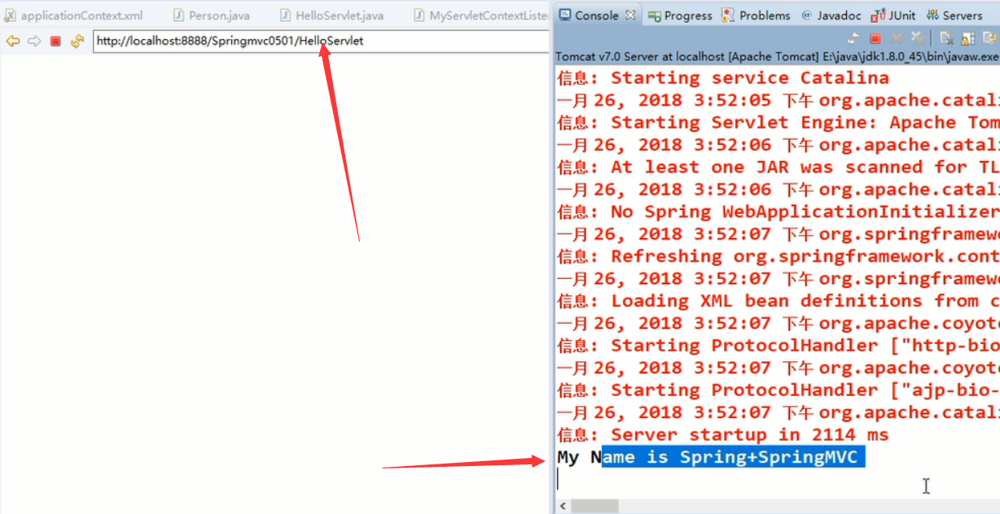 applicationContext.xml Person.java HelloServlet.java MyServletContextListe
http://localhost:8888/Springmvc0501/HelloServlet
Console Progress Problems Javadoc JUnit Servers
Tomcat v7.0 Server at localhost [Apache Tomcat] E:\java\jdk1.8.0_45\bin\javaw.exe
信息: Starting service Catalina
一月 26, 2018 3:52:05 下午 org.apache.catal
信息: Starting Servlet Engine: Apache Tom
一月 26, 2018 3:52:06 下午 org.apache.catal
信息: At least one JAR was scanned for TL
一月 26, 2018 3:52:06 下午 org.apache.catal
信息: No Spring WebApplicationInitializer
一月 26, 2018 3:52:07 下午 org.springframew
信息: Refreshing org.springframework.cont
一月 26, 2018 3:52:07 下午 org.springframew
信息: Loading XML bean definitions from c
一月 26, 2018 3:52:07 下午 org.apache.coyot
信息: Starting ProtocolHandler ["http-bio
一月 26, 2018 3:52:07 下午 org.apache.coyot
信息: Starting ProtocolHandler ["ajp-bio-
一月 26, 2018 3:52:07 下午 org.apache.catal
信息: Server startup in 2114 ms
My Name is Spring+SpringMVC